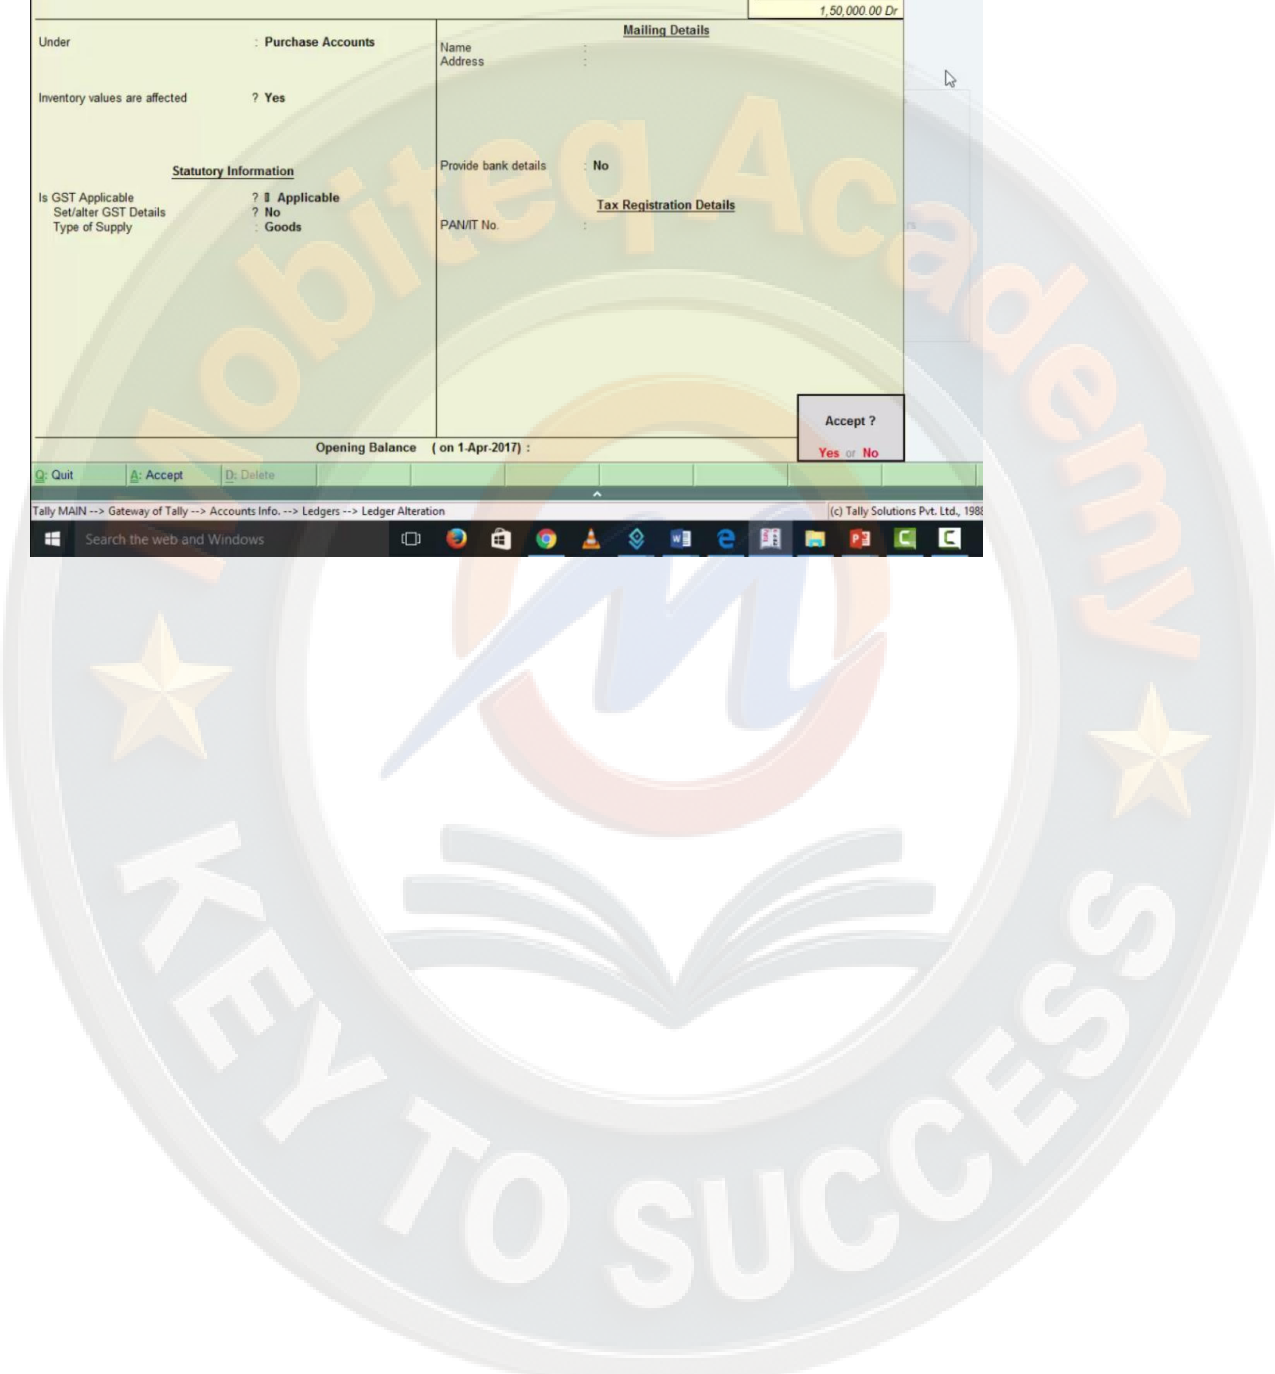 1,50,000.00 Dr
Under : Purchase Accounts
Mailing Details
Name :
Address :
Inventory values are affected ? Yes
Provide bank details : No
Statutory Information
Is GST Applicable ? Applicable
Set/alter GST Details ? No
Type of Supply : Goods
Tax Registration Details
PAN/IT No. :
Accept ?
Yes or No
Opening Balance ( on 1-Apr-2017) :
Q: Quit A: Accept D: Delete
Tally MAIN --> Gateway of Tally --> Accounts Info. --> Ledgers --> Ledger Alteration (c) Tally Solutions Pvt. Ltd., 1988
Search the web and Windows
Mobiteq Academy
KEY TO SUCCESS